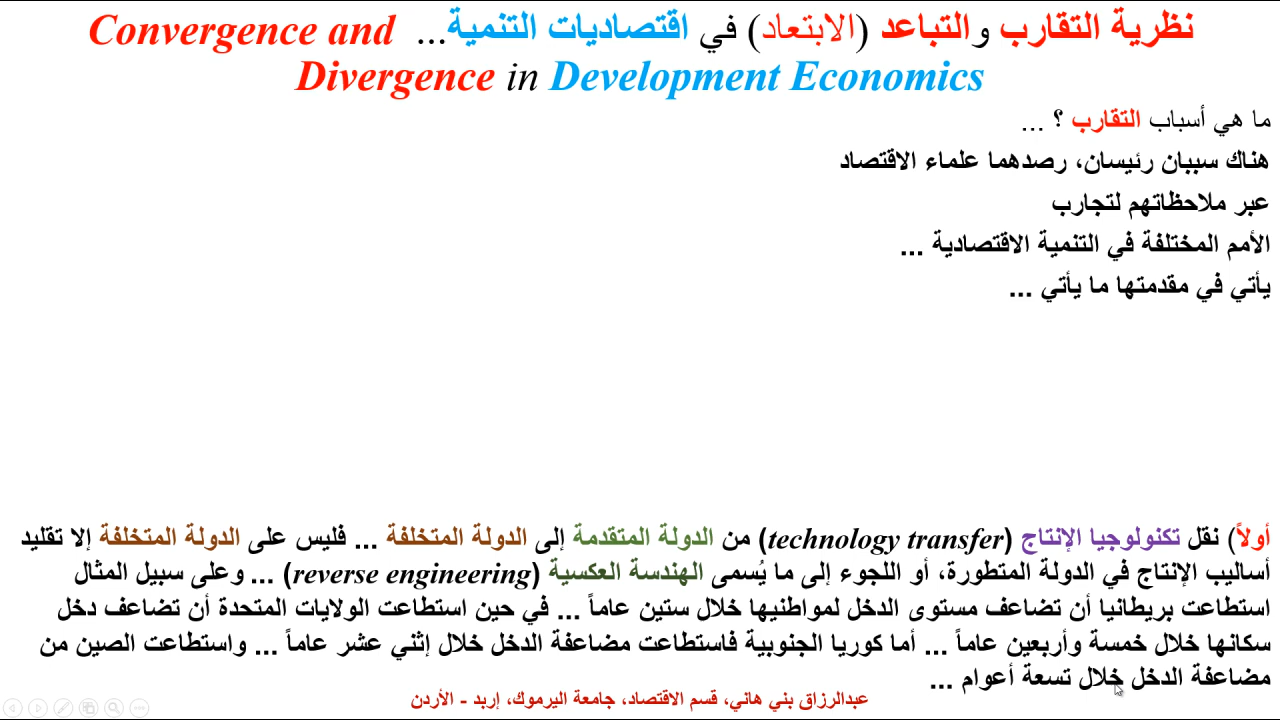 نظرية التقارب والتباعد (الابتعاد) في اقتصاديات التنمية... Convergence and
Divergence in Development Economics
ما هي أسباب التقارب ؟ ...
هناك سببان رئيسان، رصدهما علماء الاقتصاد
عبر ملاحظاتهم لتجارب
الأمم المختلفة في التنمية الاقتصادية ...
يأتي في مقدمتها ما يأتي ...
أولاً) نقل تكنولوجيا الإنتاج (technology transfer) من الدولة المتقدمة إلى الدولة المتخلفة ... فليس على الدولة المتخلفة إلا تقليد
أساليب الإنتاج في الدولة المتطورة، أو اللجوء إلى ما يُسمى الهندسة العكسية (reverse engineering) ... وعلى سبيل المثال
استطاعت بريطانيا أن تضاعف مستوى الدخل لمواطنيها خلال ستين عاماً ... في حين استطاعت الولايات المتحدة أن تضاعف دخل
سكانها خلال خمسة وأربعين عاماً ... أما كوريا الجنوبية فاستطاعت مضاعفة الدخل خلال إثني عشر عاماً ... واستطاعت الصين من
مضاعفة الدخل خلال تسعة أعوام ...
عبدالرزاق بني هاني، قسم الاقتصاد، جامعة اليرموك، إربد - الأردن